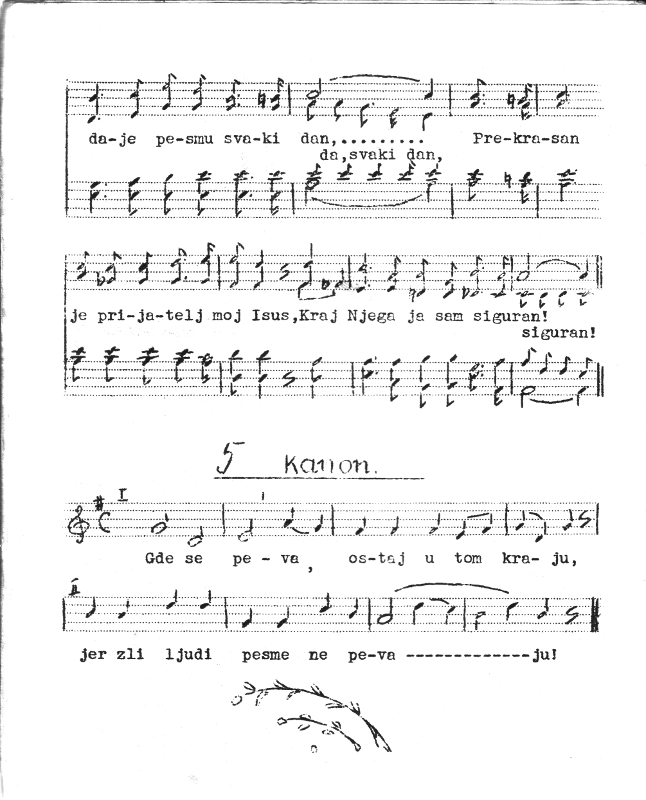 da-je pe-smu sva-ki dan,......... Pre-kra-san
da,svaki dan,
je pri-ja-telj moj Isus,Kraj Njega ja sam siguran!
siguran!
5 Kanon.
I
Gde se pe - va , os-taj u tom kra- ju,
II
jer zli ljudi pesme ne pe-va -------------ju!